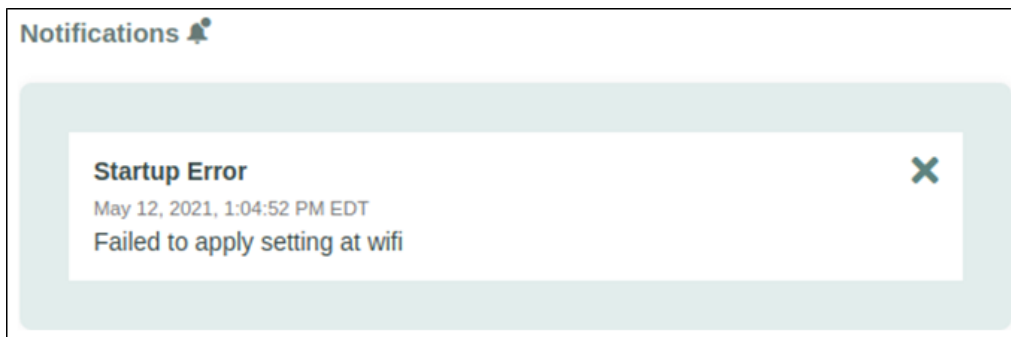 Notifications
Startup Error
May 12, 2021, 1:04:52 PM EDT
Failed to apply setting at wifi